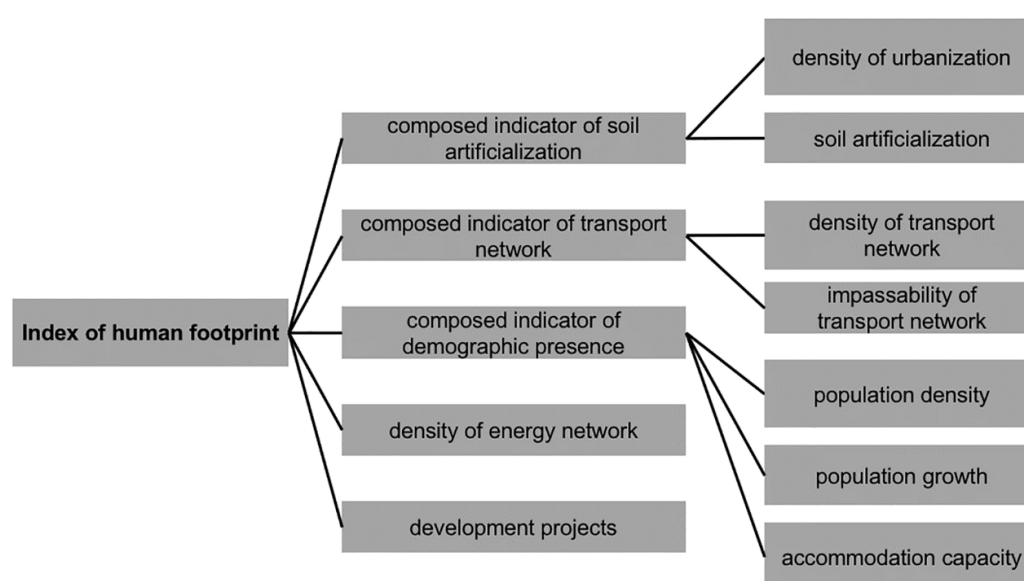 Index of human footprint
composed indicator of soil
artificialization
composed indicator of transport
network
composed indicator of
demographic presence
density of energy network
development projects
density of urbanization
soil artificialization
density of transport
network
impassability of
transport network
population density
population growth
accommodation capacity